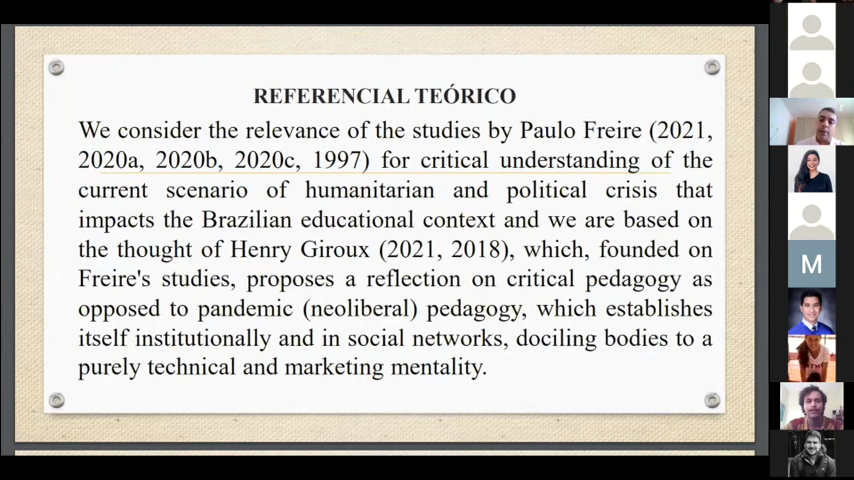 REFERENCIAL TEÓRICO
We consider the relevance of the studies by Paulo Freire (2021,
2020a, 2020b, 2020c, 1997) for critical understanding of the
current scenario of humanitarian and political crisis that
impacts the Brazilian educational context and we are based on
the thought of Henry Giroux (2021, 2018), which, founded on
Freire's studies, proposes a reflection on critical pedagogy as
opposed to pandemic (neoliberal) pedagogy, which establishes
itself institutionally and in social networks, dociling bodies to a
purely technical and marketing mentality.
M